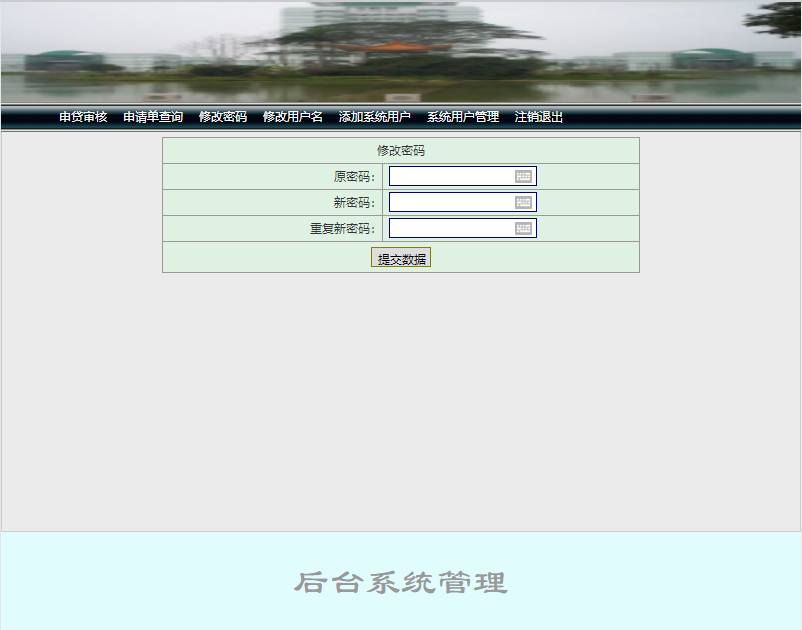 申贷审核 申请单查询 修改密码 修改用户名 添加系统用户 系统用户管理 注销退出
修改密码
原密码：
新密码：
重复新密码：
提交数据
后台系统管理